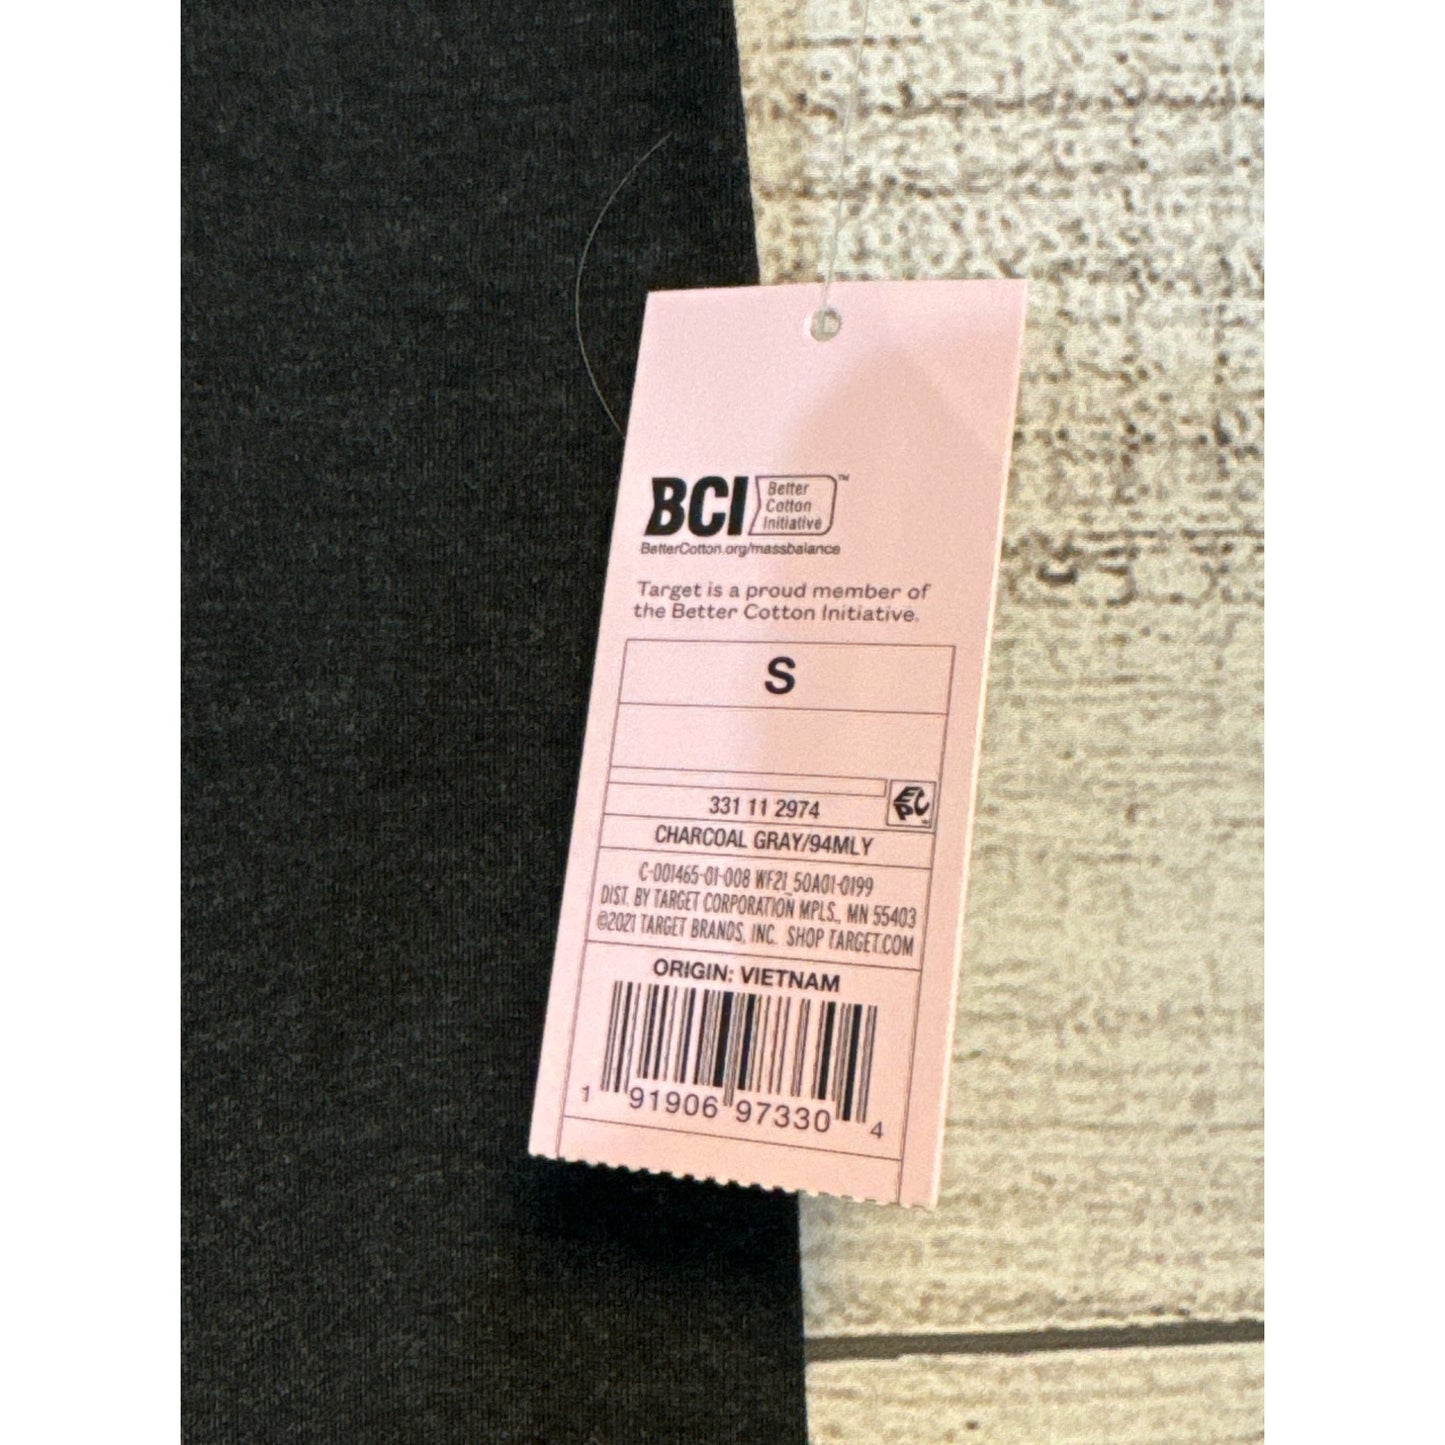 BCI Better Cotton Initiative™
BetterCotton.org/massbalance
Target is a proud member of
the Better Cotton Initiative.
S
331 11 2974
EPC
CHARCOAL GRAY/94MLY
C-001465-01-008 WF21_50A01-0199
DIST. BY TARGET CORPORATION MPLS., MN 55403
©2021 TARGET BRANDS, INC. SHOP TARGET.COM
ORIGIN: VIETNAM
1 91906 97330 4